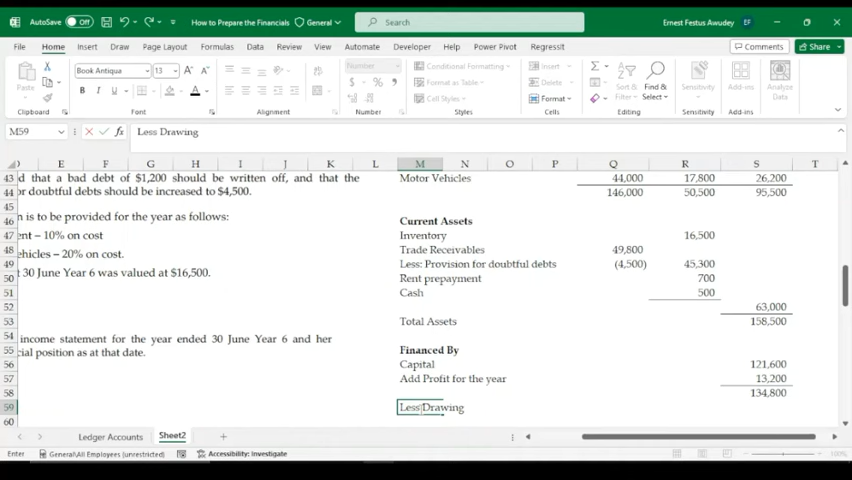 AutoSave Off How to Prepare the Financials General Search Ernest Festus Awudey EF
File Home Insert Draw Page Layout Formulas Data Review View Automate Developer Help Power Pivot Regressit Comments Share
Paste Book Antiqua 13 A A Number Conditional Formatting Format as Table Cell Styles Insert Delete Format Sort & Filter Find & Select Sensitivity Add-ins Analyze Data
B I U A $ % 9
Clipboard Font Alignment Number Styles Cells Editing Sensitivity Add-ins
M59 fx Less Drawing
D E F G H I J K L M N O P Q R S T
43 d that a bad debt of $1,200 should be written off, and that the Motor Vehicles 44,000 17,800 26,200
44 or doubtful debts should be increased to $4,500. 146,000 50,500 95,500
45
46 n is to be provided for the year as follows: Current Assets
47 ent – 10% on cost Inventory 16,500
48 ehicles – 20% on cost. Trade Receivables 49,800
49 Less: Provision for doubtful debts (4,500) 45,300
50 t 30 June Year 6 was valued at $16,500. Rent prepayment 700
51 Cash 500
52 63,000
53 Total Assets 158,500
54 income statement for the year ended 30 June Year 6 and her
55 cial position as at that date. Financed By
56 Capital 121,600
57 Add Profit for the year 13,200
58 134,800
59 Less Drawing
60
Ledger Accounts Sheet2
Enter General\All Employees (unrestricted) Accessibility: Investigate 100%